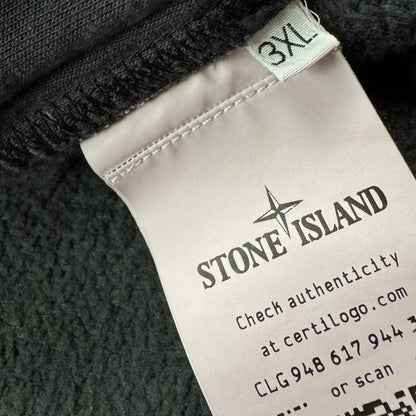 3XL
STONE ISLAND
Check authenticity
at certilogo.com
CLG 948 617 944
or scan